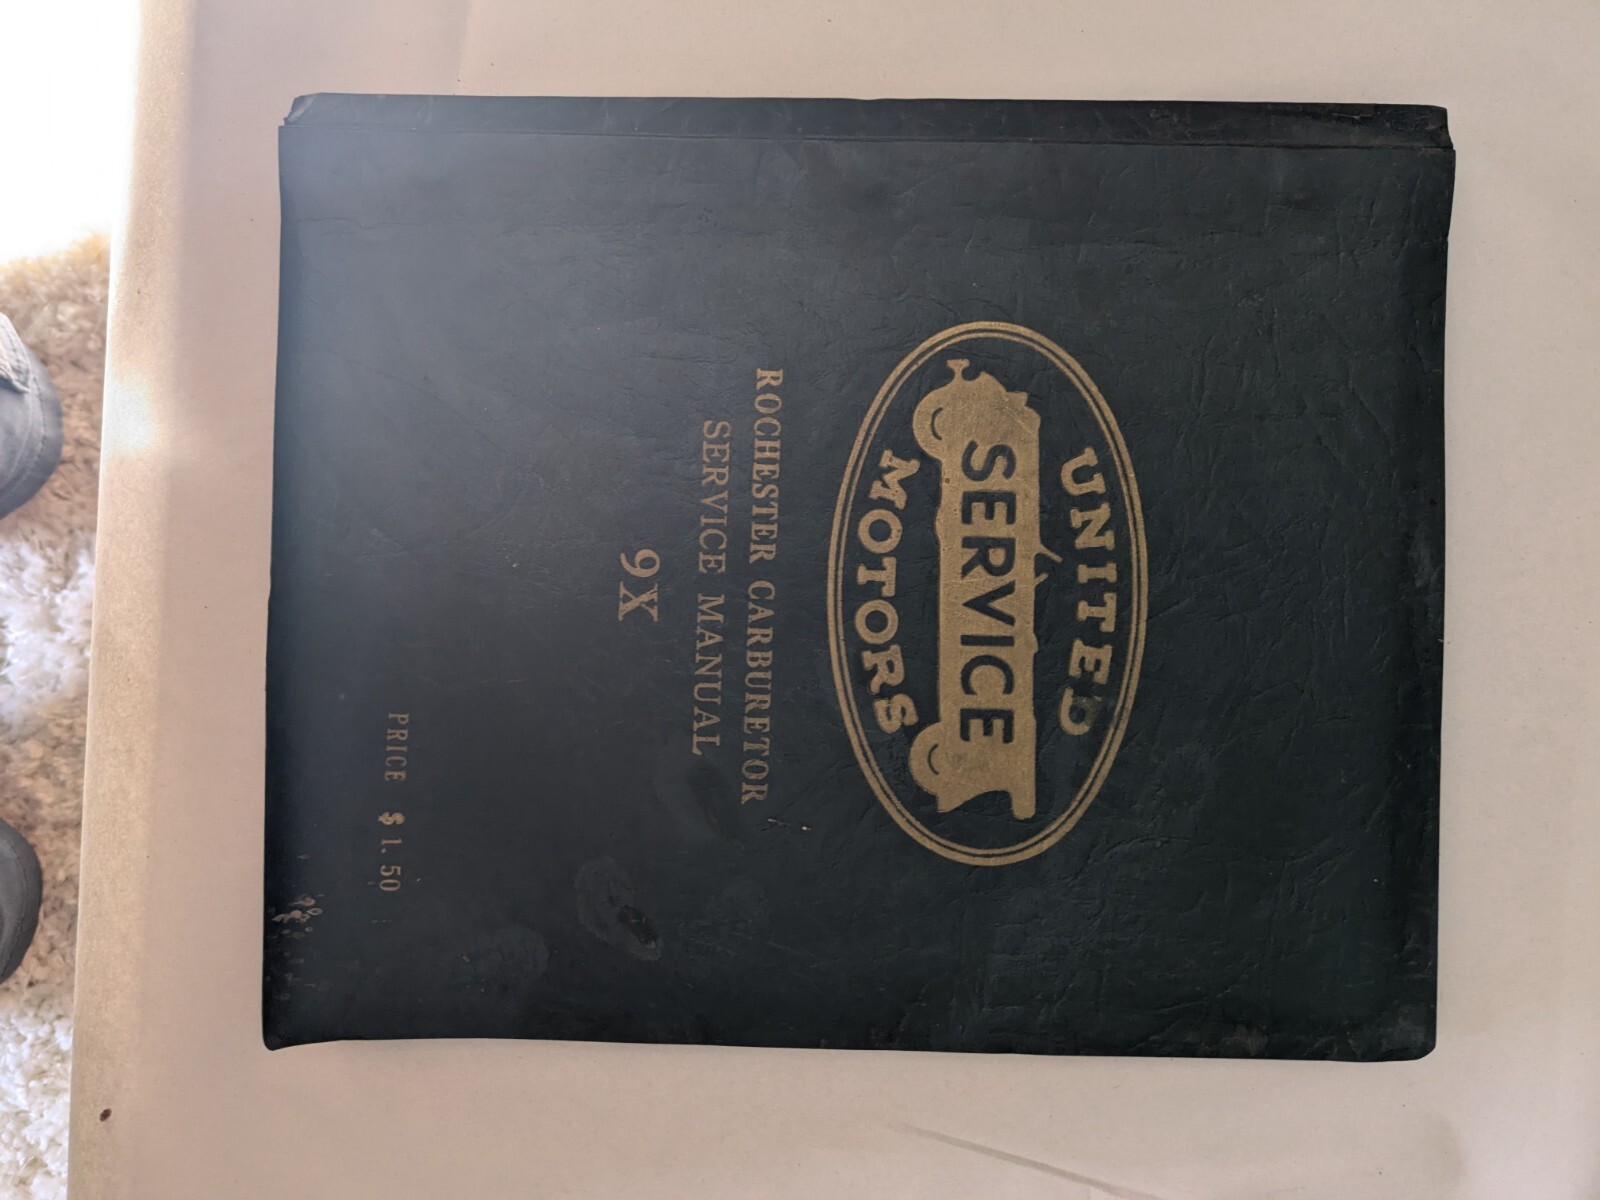 UNITED
SERVICE
MOTORS
ROCHESTER CARBURETOR
SERVICE MANUAL
9X
PRICE $1.50